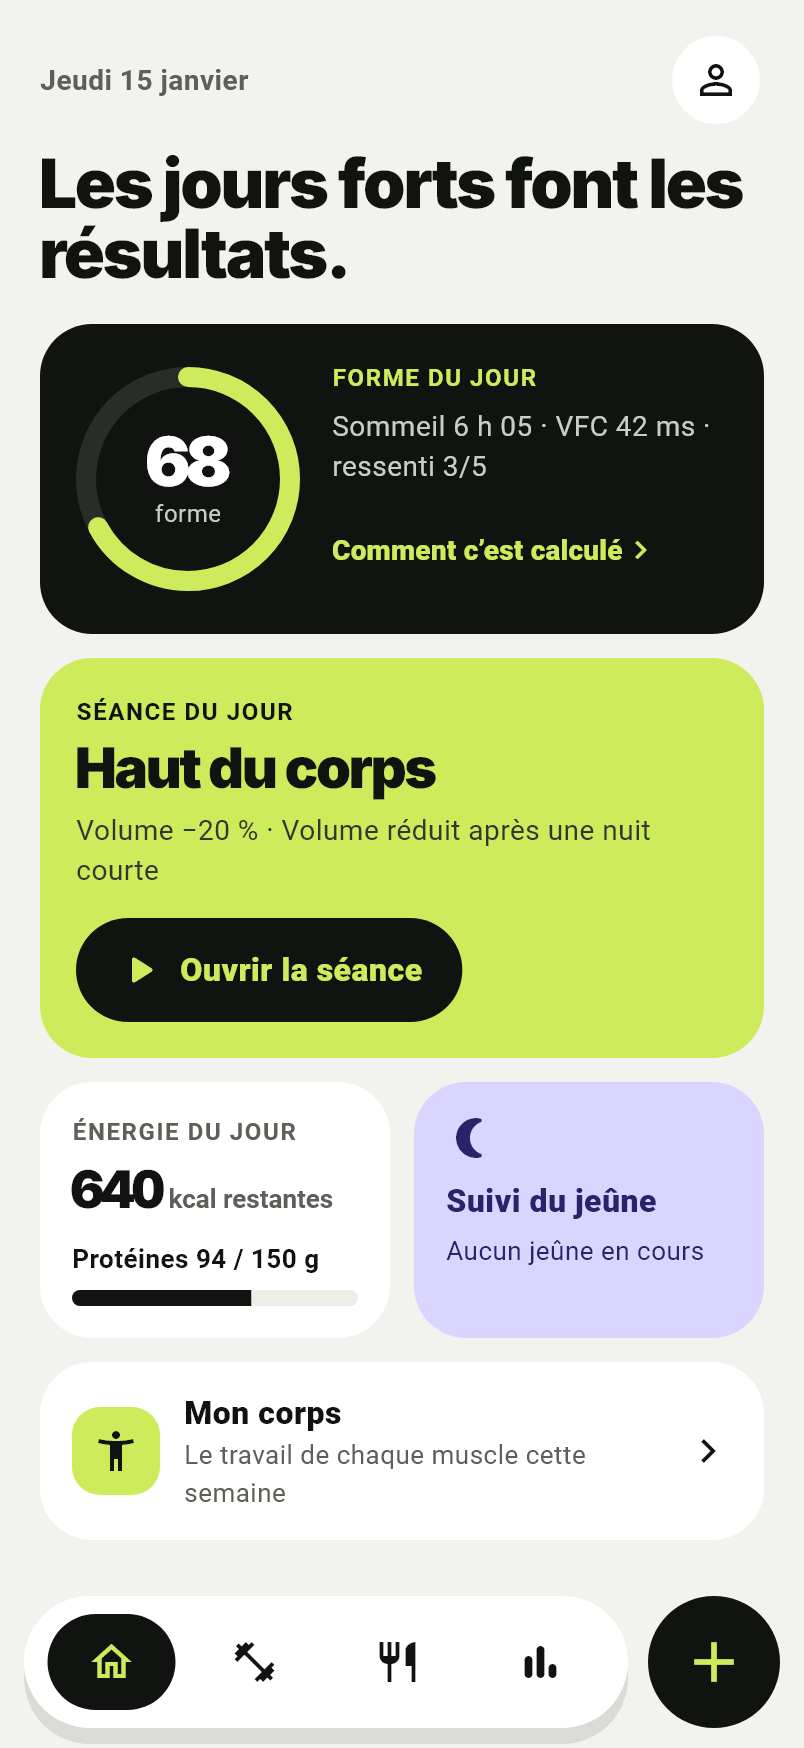 Jeudi 15 janvier
Les jours forts font les
résultats.
68
forme
FORME DU JOUR
Sommeil 6 h 05 · VFC 42 ms ·
ressenti 3/5
Comment c’est calculé
SÉANCE DU JOUR
Haut du corps
Volume −20 % · Volume réduit après une nuit
courte
Ouvrir la séance
ÉNERGIE DU JOUR
640 kcal restantes
Protéines 94 / 150 g
Suivi du jeûne
Aucun jeûne en cours
Mon corps
Le travail de chaque muscle cette
semaine